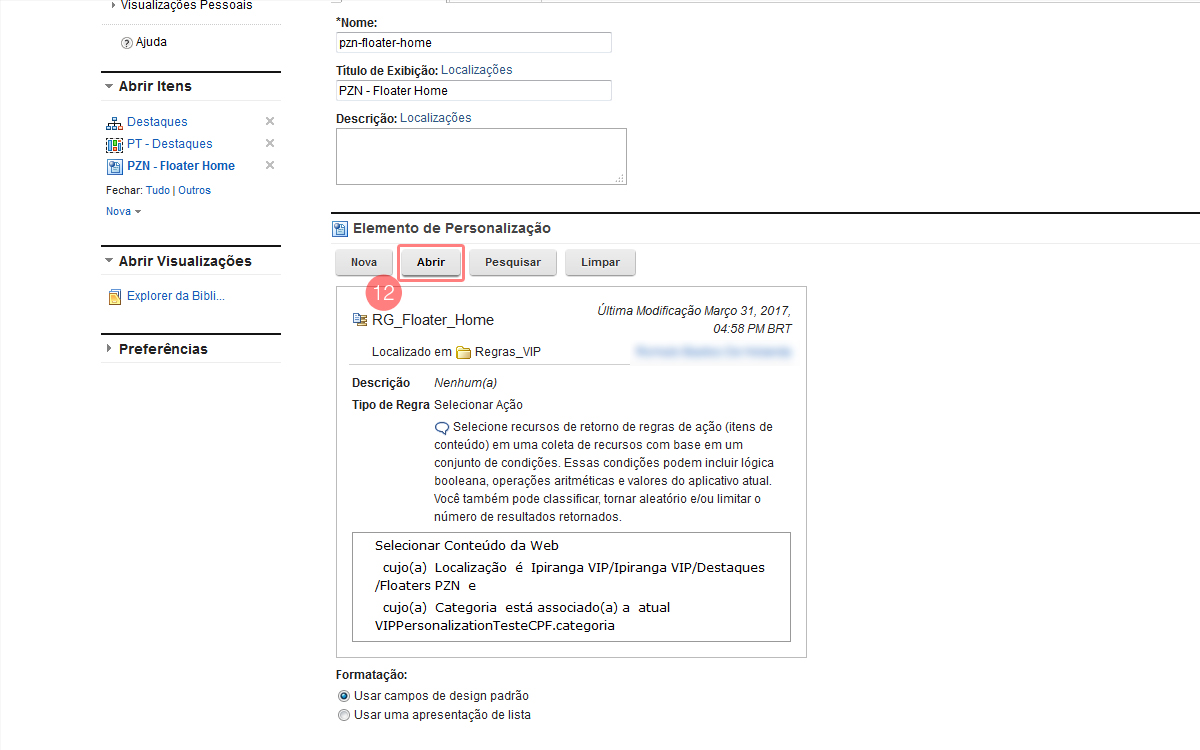 Visualizações Pessoais
Ajuda
Abrir Itens
Destaques
PT - Destaques
PZN - Floater Home
Fechar: Tudo | Outros
Nova
Abrir Visualizações
Explorer da Bibli...
Preferências
*Nome:
pzn-floater-home
Título de Exibição: Localizações
PZN - Floater Home
Descrição: Localizações
Elemento de Personalização
Nova Abrir Pesquisar Limpar
12
RG_Floater_Home
Última Modificação Março 31, 2017,
04:58 PM BRT
Localizado em Regras_VIP
Descrição Nenhum(a)
Tipo de Regra Selecionar Ação
Selecione recursos de retorno de regras de ação (itens de
conteúdo) em uma coleta de recursos com base em um
conjunto de condições. Essas condições podem incluir lógica
booleana, operações aritméticas e valores do aplicativo atual.
Você também pode classificar, tornar aleatório e/ou limitar o
número de resultados retornados.
Selecionar Conteúdo da Web
cujo(a) Localização é Ipiranga VIP/Ipiranga VIP/Destaques
/Floaters PZN e
cujo(a) Categoria está associado(a) a atual
VIPPersonalizationTesteCPF.categoria
Formatação:
Usar campos de design padrão
Usar uma apresentação de lista